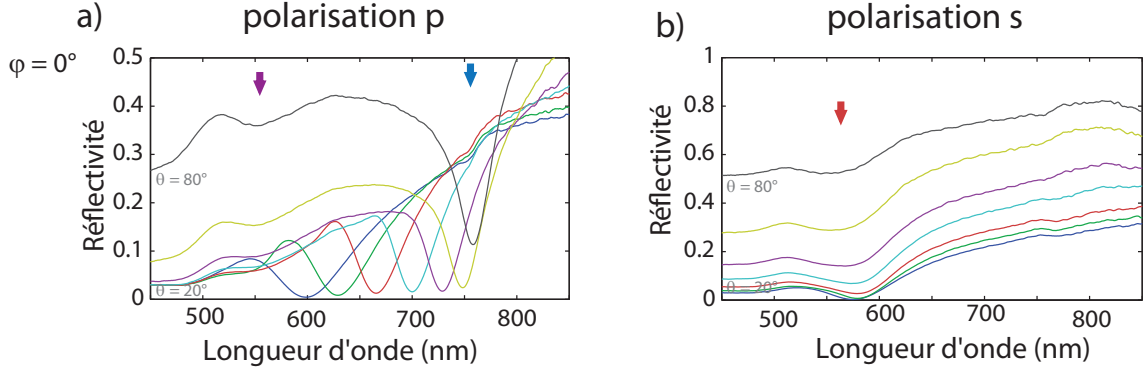 a) polarisation p
b) polarisation s
φ = 0°
Réflectivité
0.5
0.4
0.3
0.2
0.1
0
θ = 80°
θ = 20°
500 600 700 800
Longueur d'onde (nm)
Réflectivité
1
0.8
0.6
0.4
0.2
0
θ = 80°
θ = 20°
500 600 700 800
Longueur d'onde (nm)